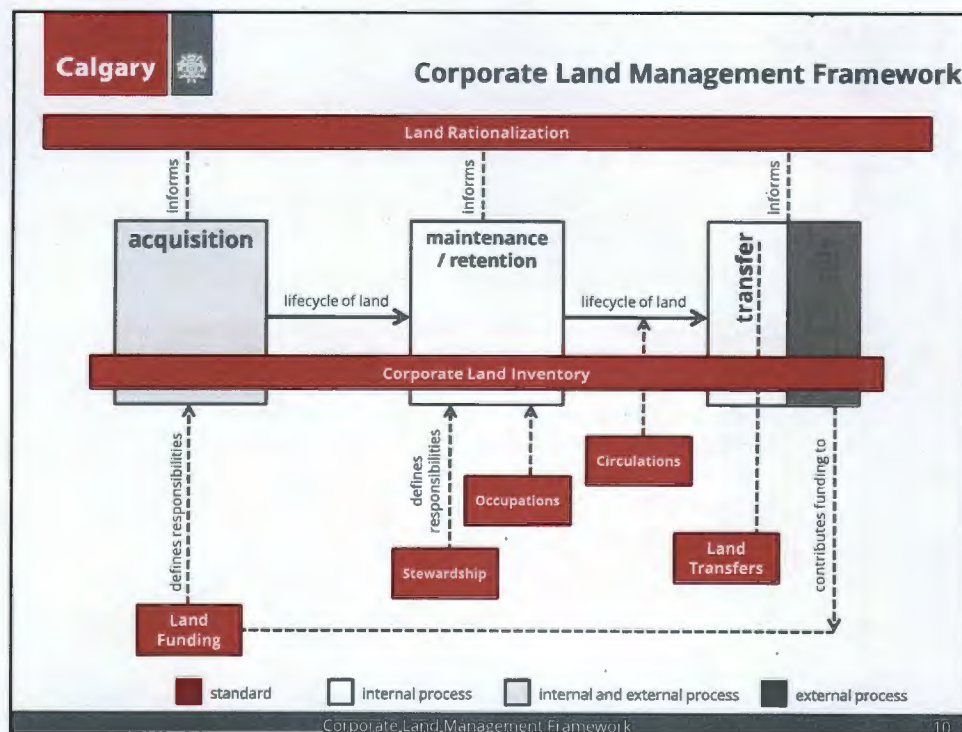 Calgary
Corporate Land Management Framework
Land Rationalization
informs
informs
informs
acquisition
maintenance
/ retention
transfer
lifecycle of land
lifecycle of land
Corporate Land Inventory
defines responsibilities
defines
responsibilities
Circulations
Occupations
contributes funding to
Stewardship
Land
Transfers
Land
Funding
standard
internal process
internal and external process
external process
Corporate Land Management Framework
10